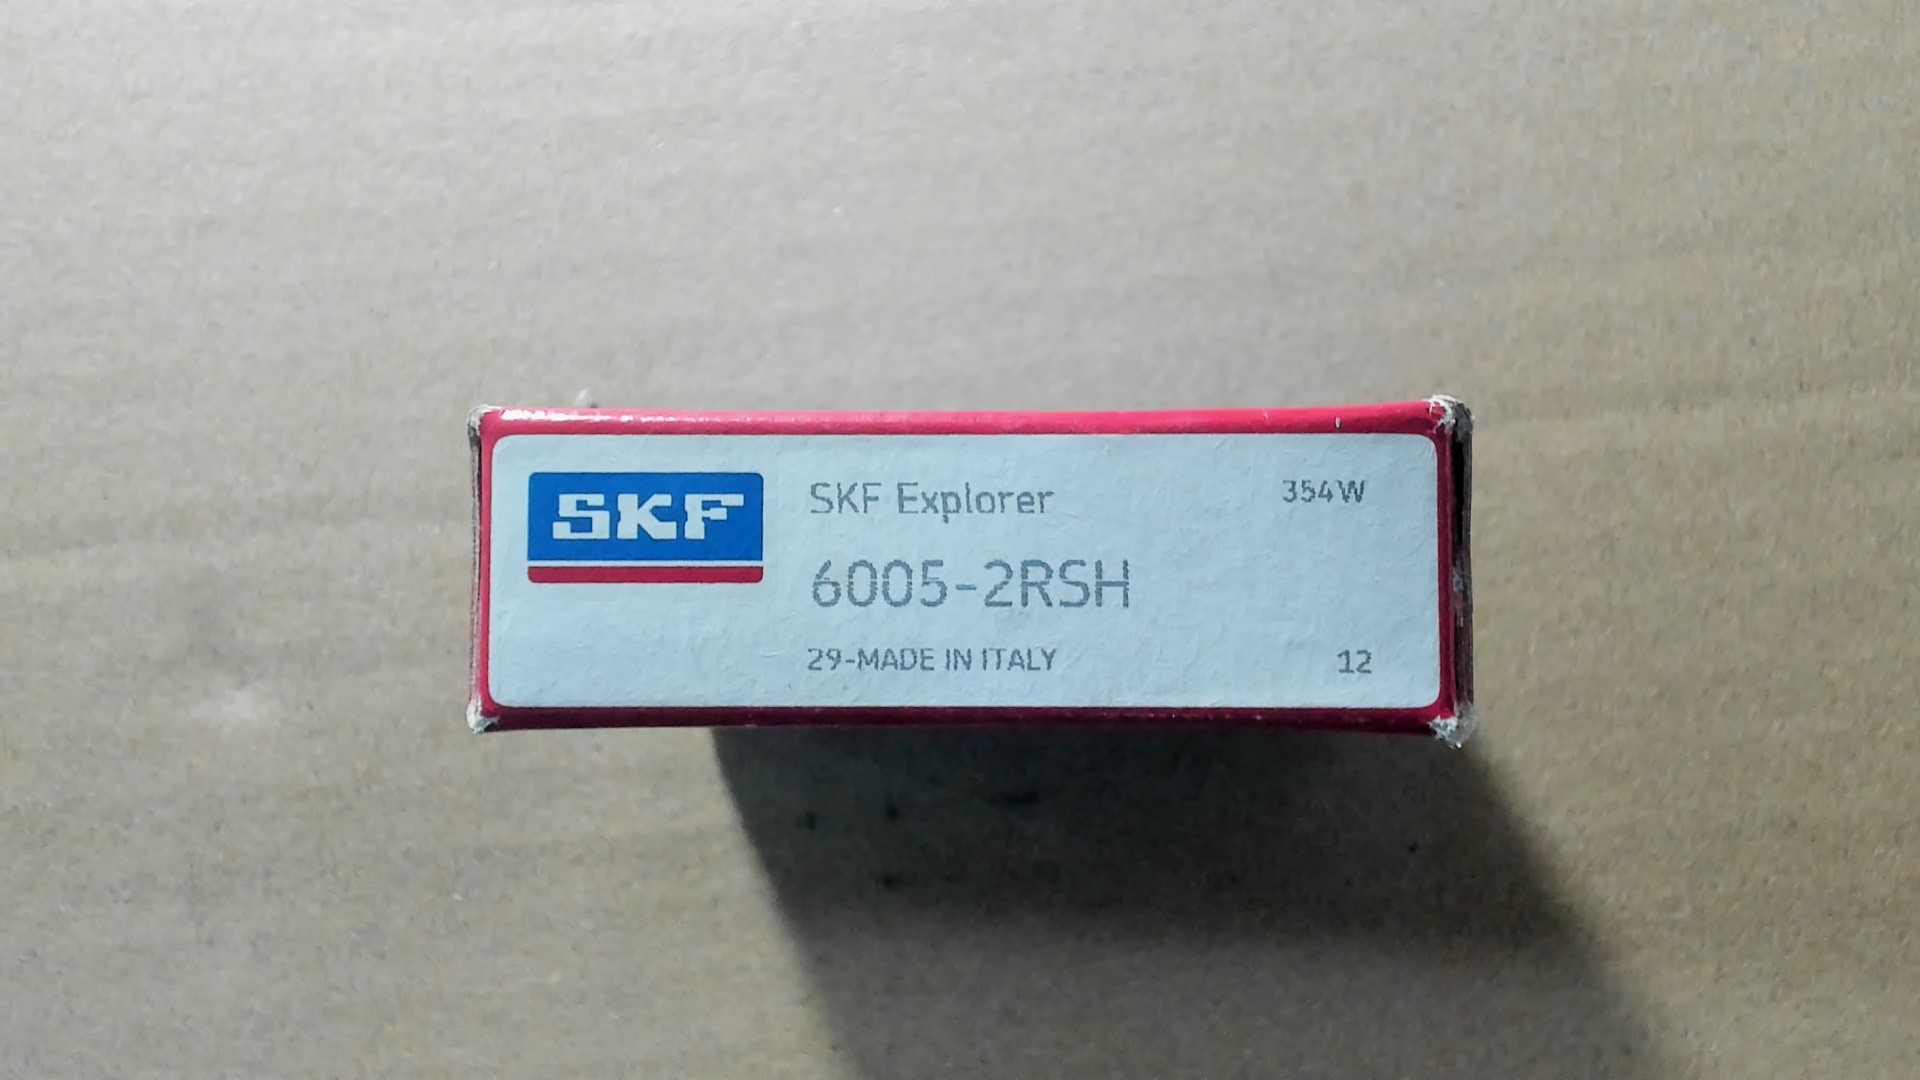 SKF
SKF Explorer 354W
6005-2RSH
29-MADE IN ITALY 12